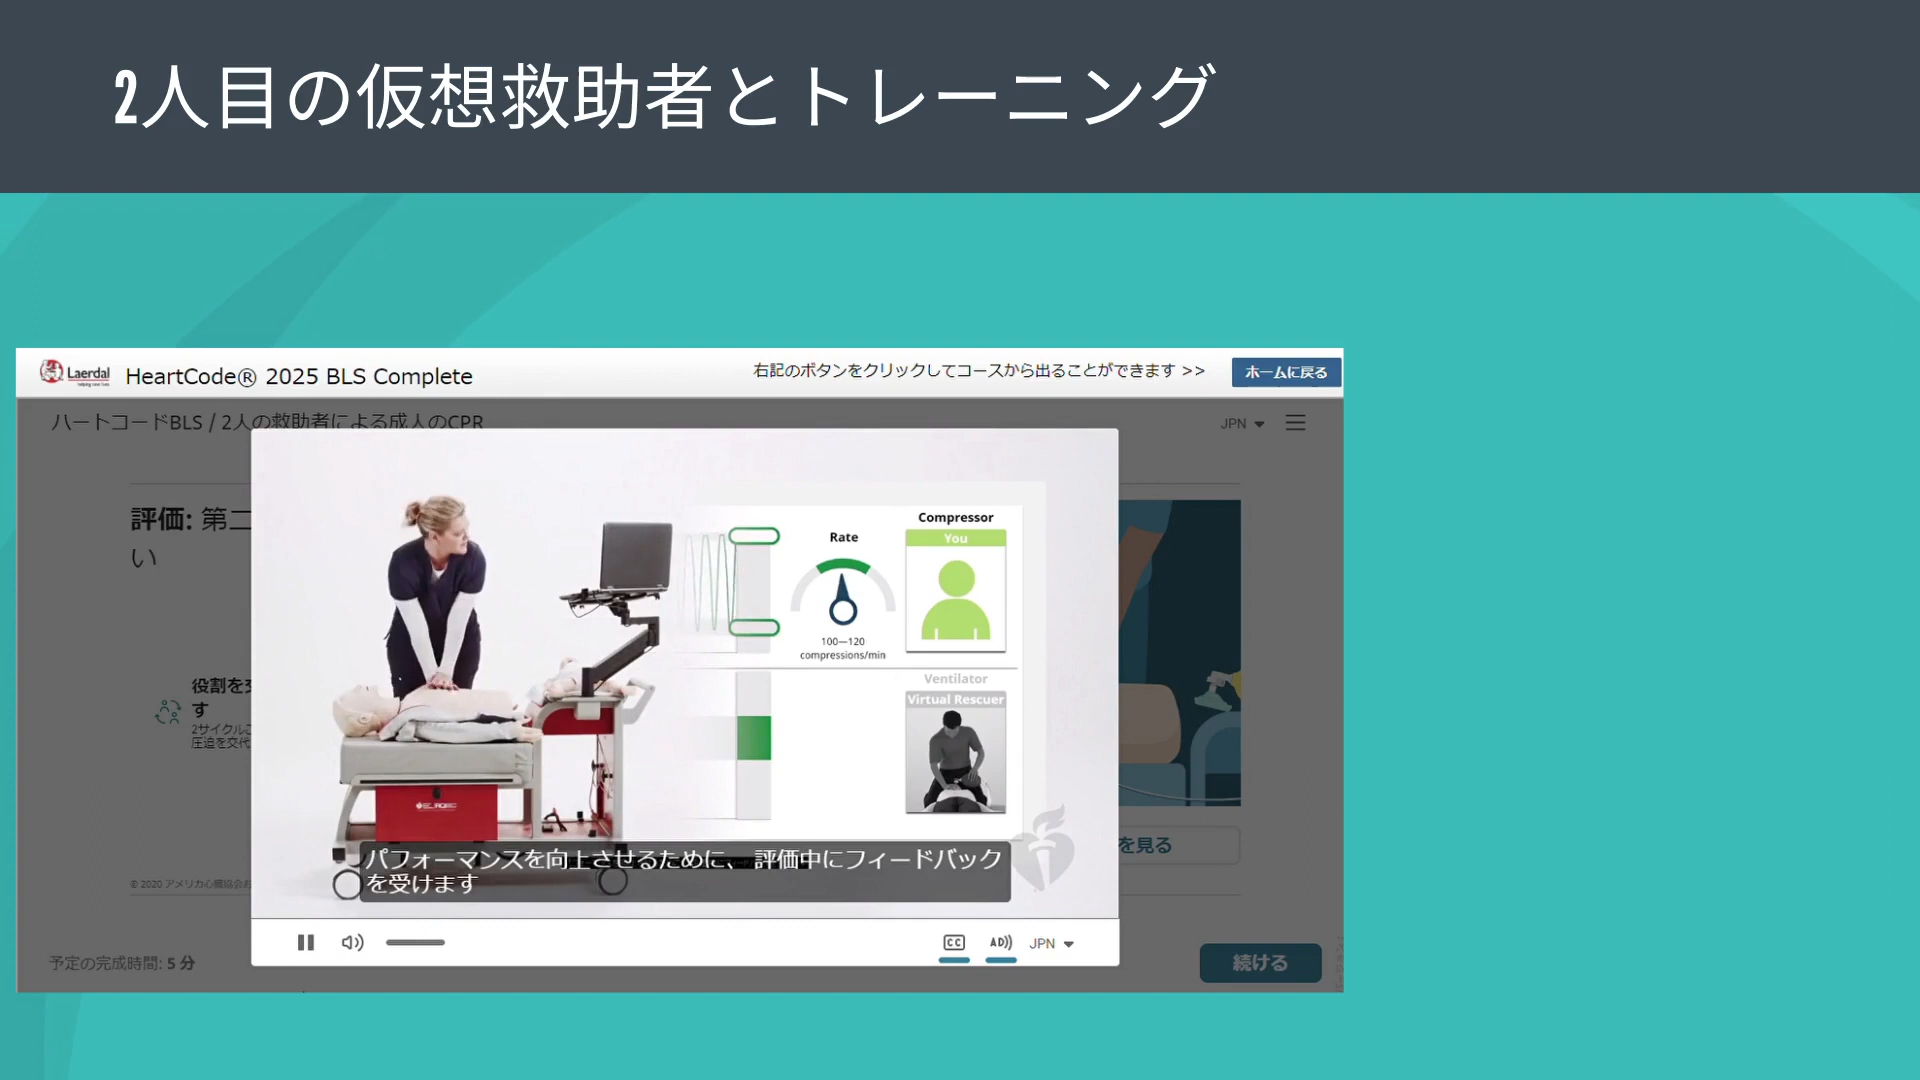 2人目の仮想救助者とトレーニング
Laerdal
helping save lives
HeartCode® 2025 BLS Complete
右記のボタンをクリックしてコースから出ることができます >>
ホームに戻る
ハートコードBLS / 2人の救助者による成人のCPR
JPN
評価: 第二
い
役割を
す
2サイクル
圧迫を交代
© 2020 アメリカ心臓協会
予定の完成時間: 5 分
Rate
100—120
compressions/min
Compressor
You
Ventilator
Virtual Rescuer
パフォーマンスを向上させるために、 評価中にフィードバック
を受けます
CC
AD))
JPN
を見る
続ける